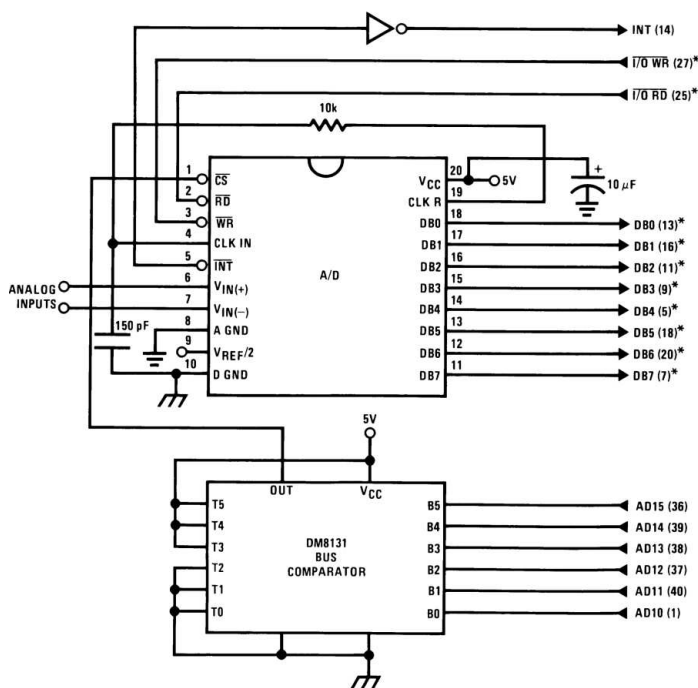 INT (14)
I/O WR (27)*
I/O RD (25)*
10k
1 CS
2 RD
3 WR
4 CLK IN
5 INT
6 VIN(+)
7 VIN(−)
8 A GND
9 VREF/2
10 D GND
ANALOG
INPUTS
150 pF
A/D
VCC 20
5V
+
10 μF
CLK R 19
DB0 18 DB0 (13)*
DB1 17 DB1 (16)*
DB2 16 DB2 (11)*
DB3 15 DB3 (9)*
DB4 14 DB4 (5)*
DB5 13 DB5 (18)*
DB6 12 DB6 (20)*
DB7 11 DB7 (7)*
5V
OUT VCC
T5
T4
T3
T2
T1
T0
DM8131
BUS
COMPARATOR
B5 AD15 (36)
B4 AD14 (39)
B3 AD13 (38)
B2 AD12 (37)
B1 AD11 (40)
B0 AD10 (1)